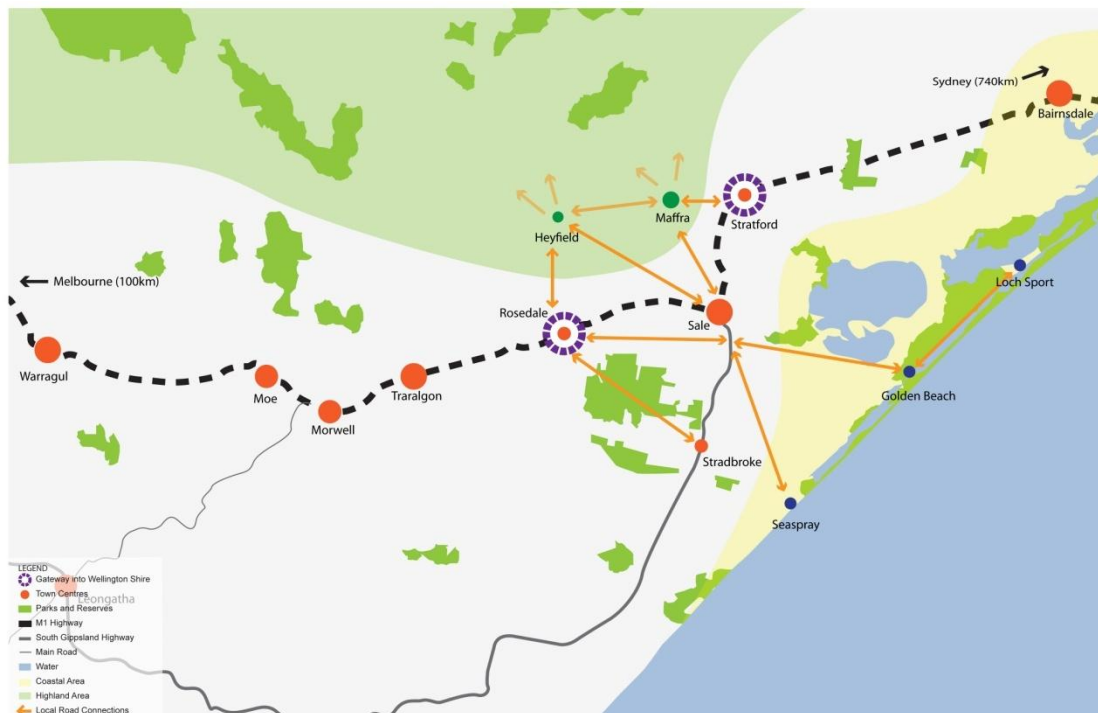 Sydney (740km)
Bairnsdale
Maffra
Stratford
Heyfield
Loch Sport
Melbourne (100km)
Rosedale
Sale
Warragul
Moe
Traralgon
Golden Beach
Morwell
Stradbroke
Seaspray
Leongatha
LEGEND
Gateway into Wellington Shire
Town Centres
Parks and Reserves
M1 Highway
South Gippsland Highway
Main Road
Water
Coastal Area
Highland Area
Local Road Connections